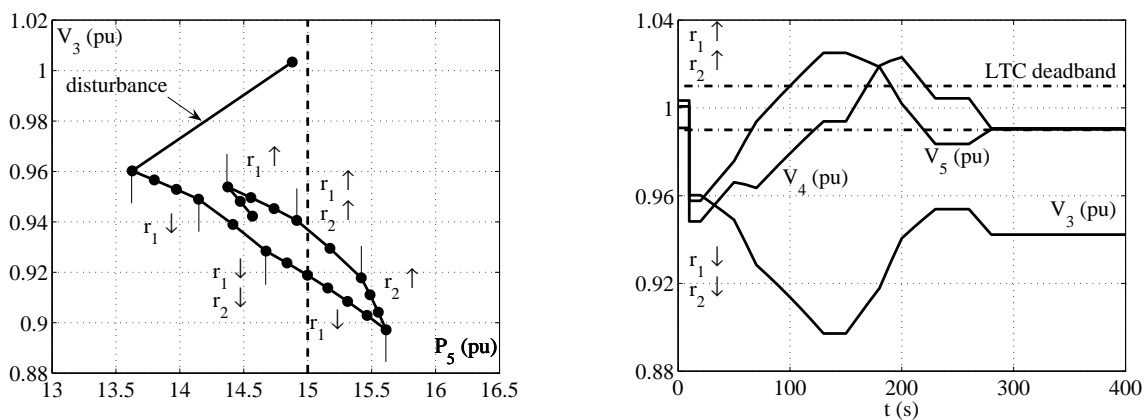 1.02
V3 (pu)
1
disturbance
0.98
0.96
r1 ↑
0.94
r1 ↑
r1 ↓
r2 ↑
0.92
r1 ↓
r2 ↓
r2 ↑
0.9
r1 ↓
P5 (pu)
0.88
13 13.5 14 14.5 15 15.5 16 16.5
1.04
r1 ↑
r2 ↑
LTC deadband
1
V5 (pu)
V4 (pu)
0.96
V3 (pu)
r1 ↓
0.92
r2 ↓
0.88
0 100 200 300 400
t (s)